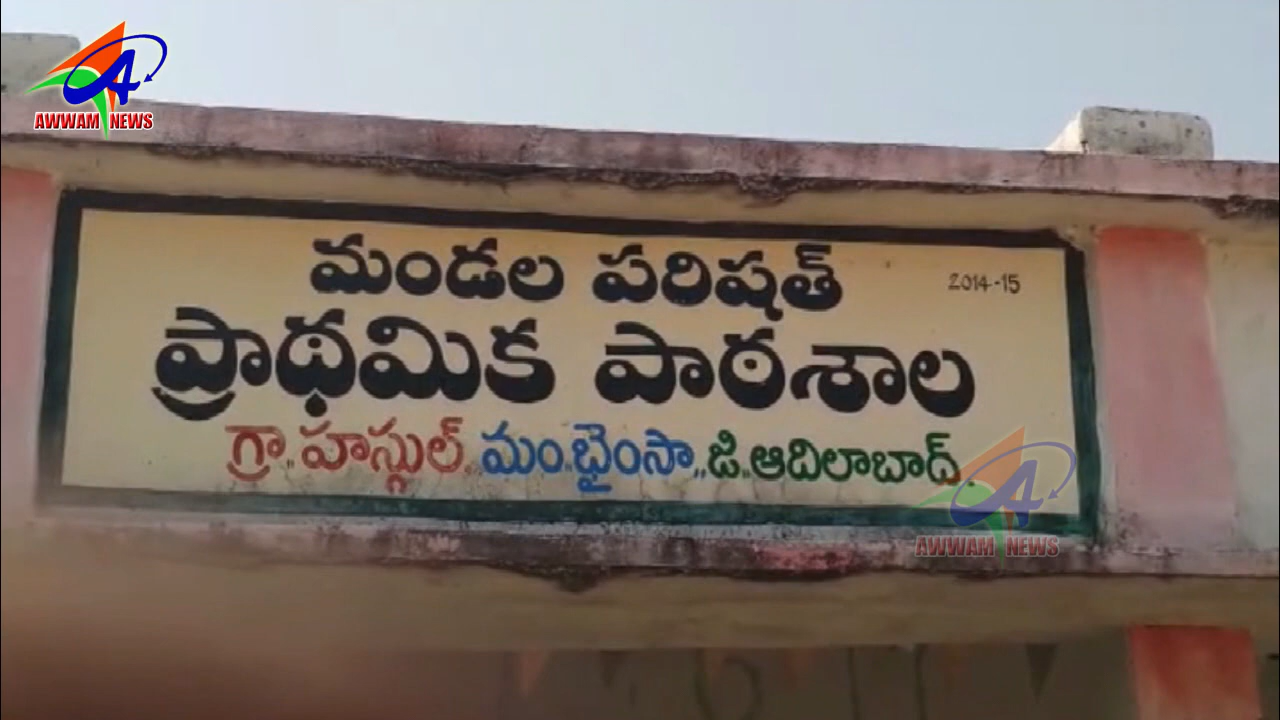 AWWAM NEWS
మండల పరిషత్ 2014-15
ప్రాథమిక పాఠశాల
గ్రా,, హస్గుల్,, మం,, భైంసా,, జి,, ఆదిలాబాద్.
AWWAM NEWS